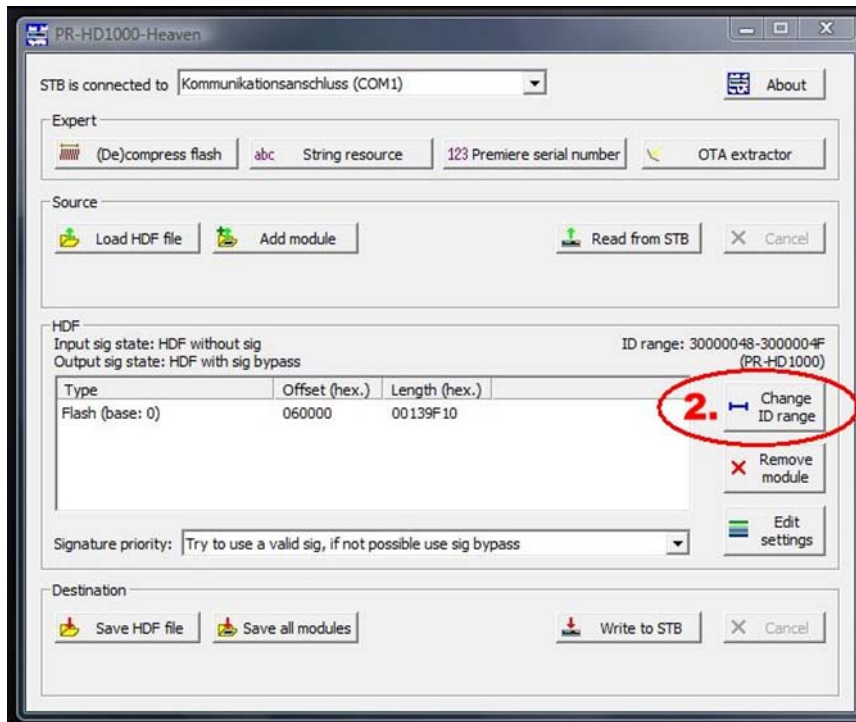 PR-HD1000-Heaven
STB is connected to Kommunikationsanschluss (COM1) About
Expert
(De)compress flash abc String resource 123 Premiere serial number OTA extractor
Source
Load HDF file Add module Read from STB Cancel
HDF
Input sig state: HDF without sig ID range: 30000048-3000004F
Output sig state: HDF with sig bypass (PR-HD1000)
Type Offset (hex.) Length (hex.)
Flash (base: 0) 060000 00139F10
2. Change
ID range
Remove
module
Edit
settings
Signature priority: Try to use a valid sig, if not possible use sig bypass
Destination
Save HDF file Save all modules Write to STB Cancel